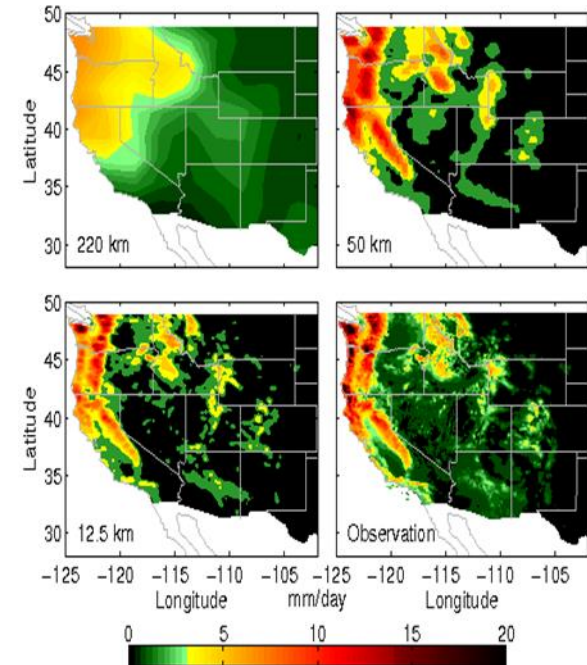 50
45
40
35
30
Latitude
220 km
50 km
50
45
40
35
30
Latitude
12.5 km
Observation
−125 −120 −115 −110 −105 −125 −120 −115 −110 −105
Longitude mm/day Longitude
0 5 10 15 20